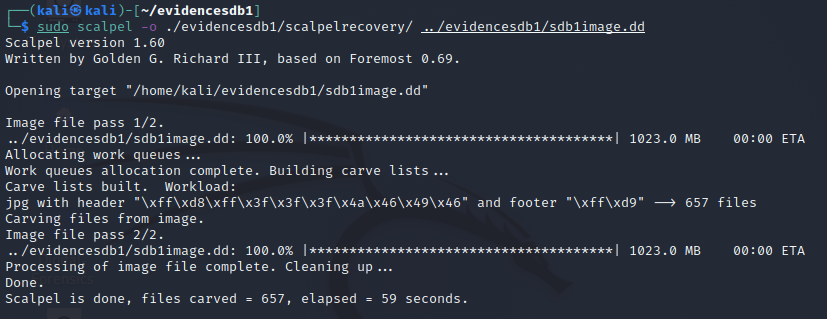 ┌──(kali㉿kali)-[~/evidencesdb1]
└─$ sudo scalpel -o ./evidencesdb1/scalpelrecovery/ ../evidencesdb1/sdb1image.dd
Scalpel version 1.60
Written by Golden G. Richard III, based on Foremost 0.69.
Opening target "/home/kali/evidencesdb1/sdb1image.dd"
Image file pass 1/2.
../evidencesdb1/sdb1image.dd: 100.0% |***************************************| 1023.0 MB    00:00 ETA
Allocating work queues...
Work queues allocation complete. Building carve lists...
Carve lists built.  Workload:
jpg with header "\xff\xd8\xff\x3f\x3f\x3f\x4a\x46\x49\x46" and footer "\xff\xd9" --> 657 files
Carving files from image.
Image file pass 2/2.
../evidencesdb1/sdb1image.dd: 100.0% |***************************************| 1023.0 MB    00:00 ETA
Processing of image file complete. Cleaning up...
Done.
Scalpel is done, files carved = 657, elapsed = 59 seconds.